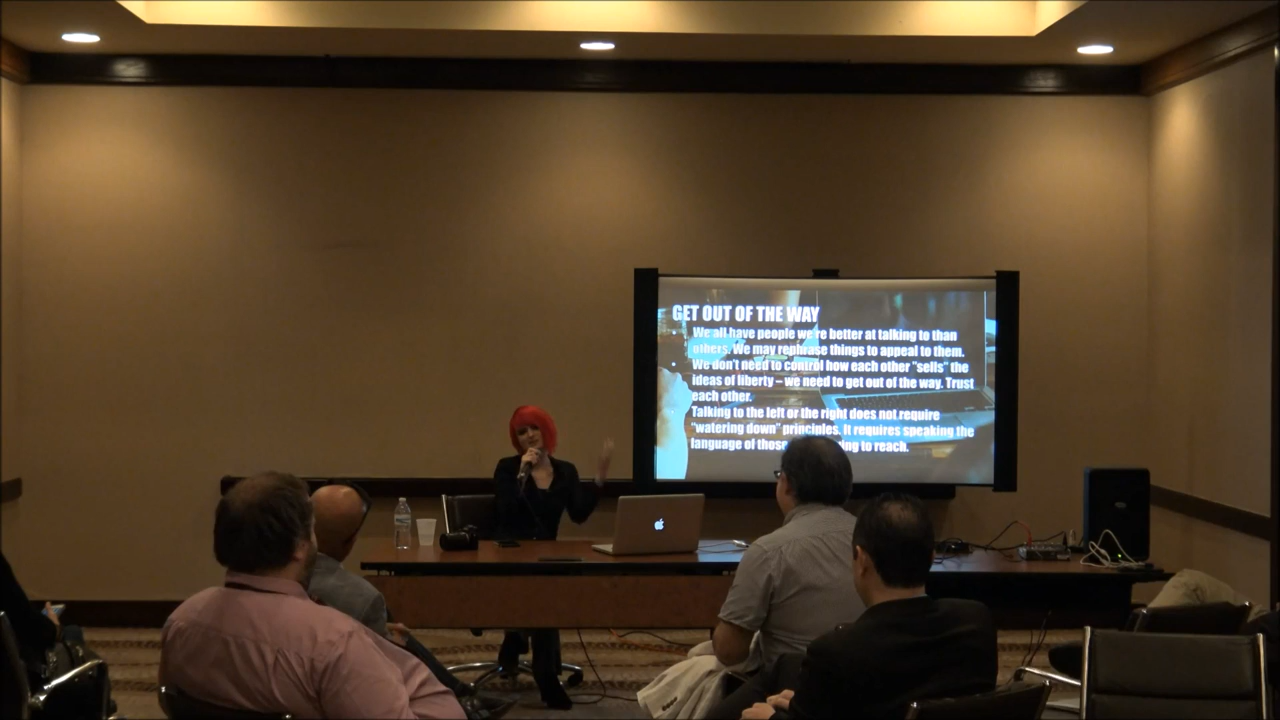 GET OUT OF THE WAY
We all have people we're better at talking to than
others. We may rephrase things to appeal to them.
We don't need to control how each other "sells" the
ideas of liberty – we need to get out of the way. Trust
each other.
Talking to the left or the right does not require
"watering down" principles. It requires speaking the
language of those to reach.